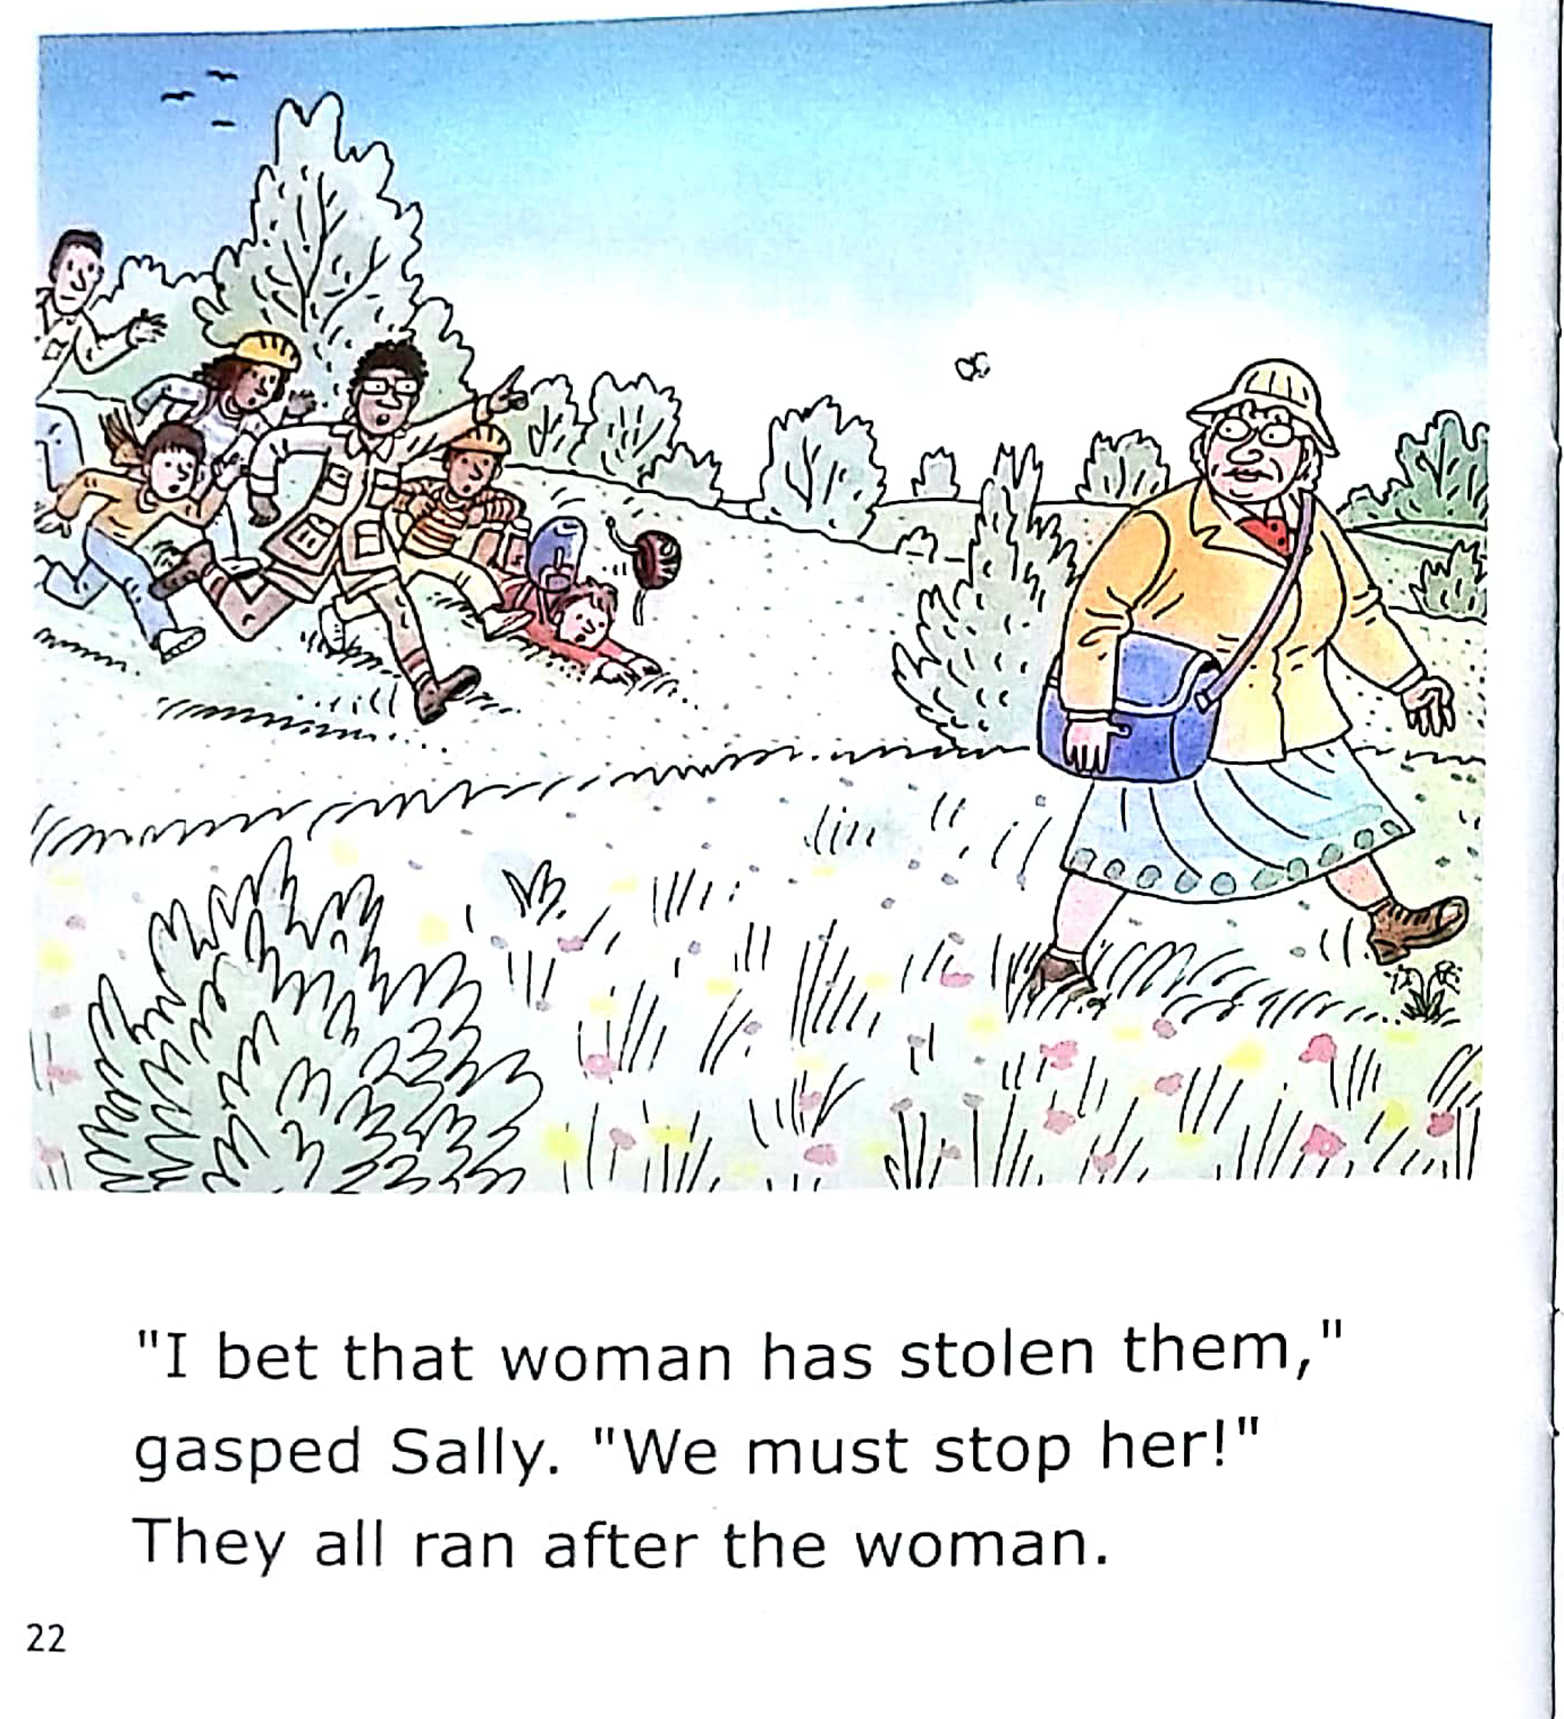 "I bet that woman has stolen them,"
gasped Sally. "We must stop her!"
They all ran after the woman.
22